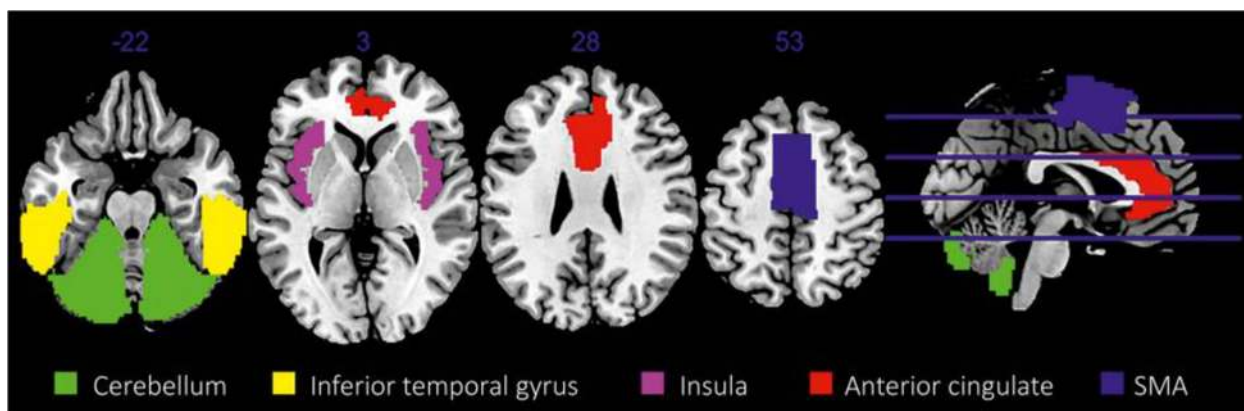 -22 3 28 53
Cerebellum Inferior temporal gyrus Insula Anterior cingulate SMA